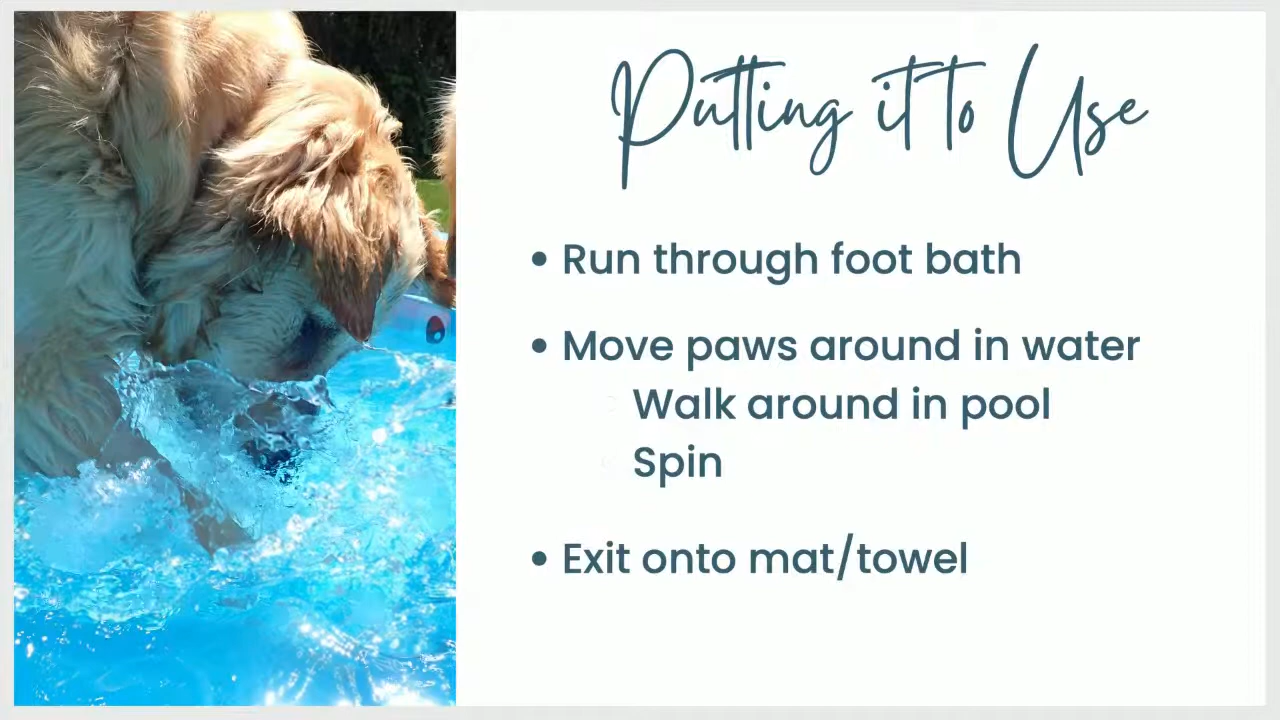 Putting it to Use
• Run through foot bath
• Move paws around in water
Walk around in pool
Spin
• Exit onto mat/towel